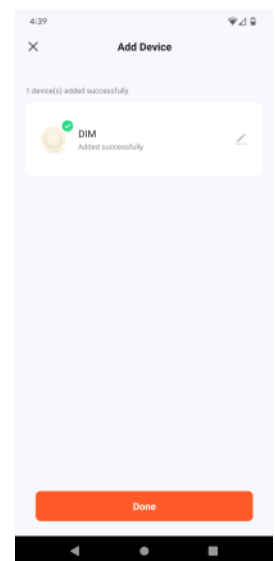 4:39
Add Device
1 device(s) added successfully
DIM
Added successfully
Done